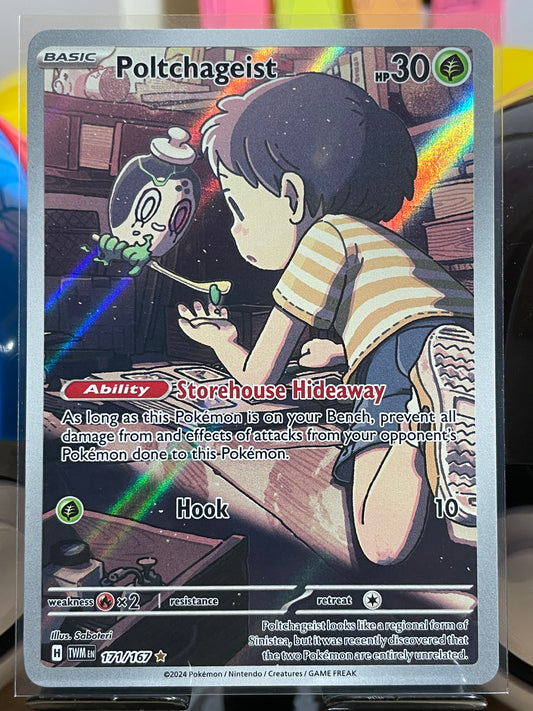 BASIC Poltchageist HP 30
Ability Storehouse Hideaway
As long as this Pokémon is on your Bench, prevent all
damage from and effects of attacks from your opponent's
Pokémon done to this Pokémon.
Hook 10
weakness ×2 resistance retreat
Illus. Saboteri
Poltchageist looks like a regional form of
Sinistea, but it was recently discovered that
the two Pokémon are entirely unrelated.
H TWM EN 171/167
©2024 Pokémon / Nintendo / Creatures / GAME FREAK